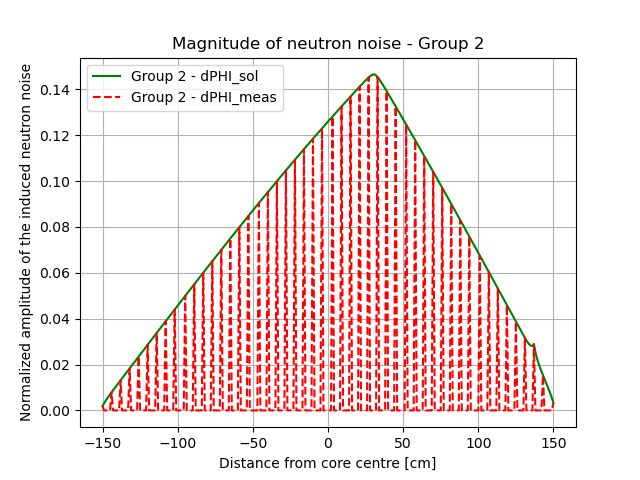 Magnitude of neutron noise - Group 2
Group 2 - dPHI_sol
Group 2 - dPHI_meas
Normalized amplitude of the induced neutron noise
0.14
0.12
0.10
0.08
0.06
0.04
0.02
0.00
−150 −100 −50 0 50 100 150
Distance from core centre [cm]